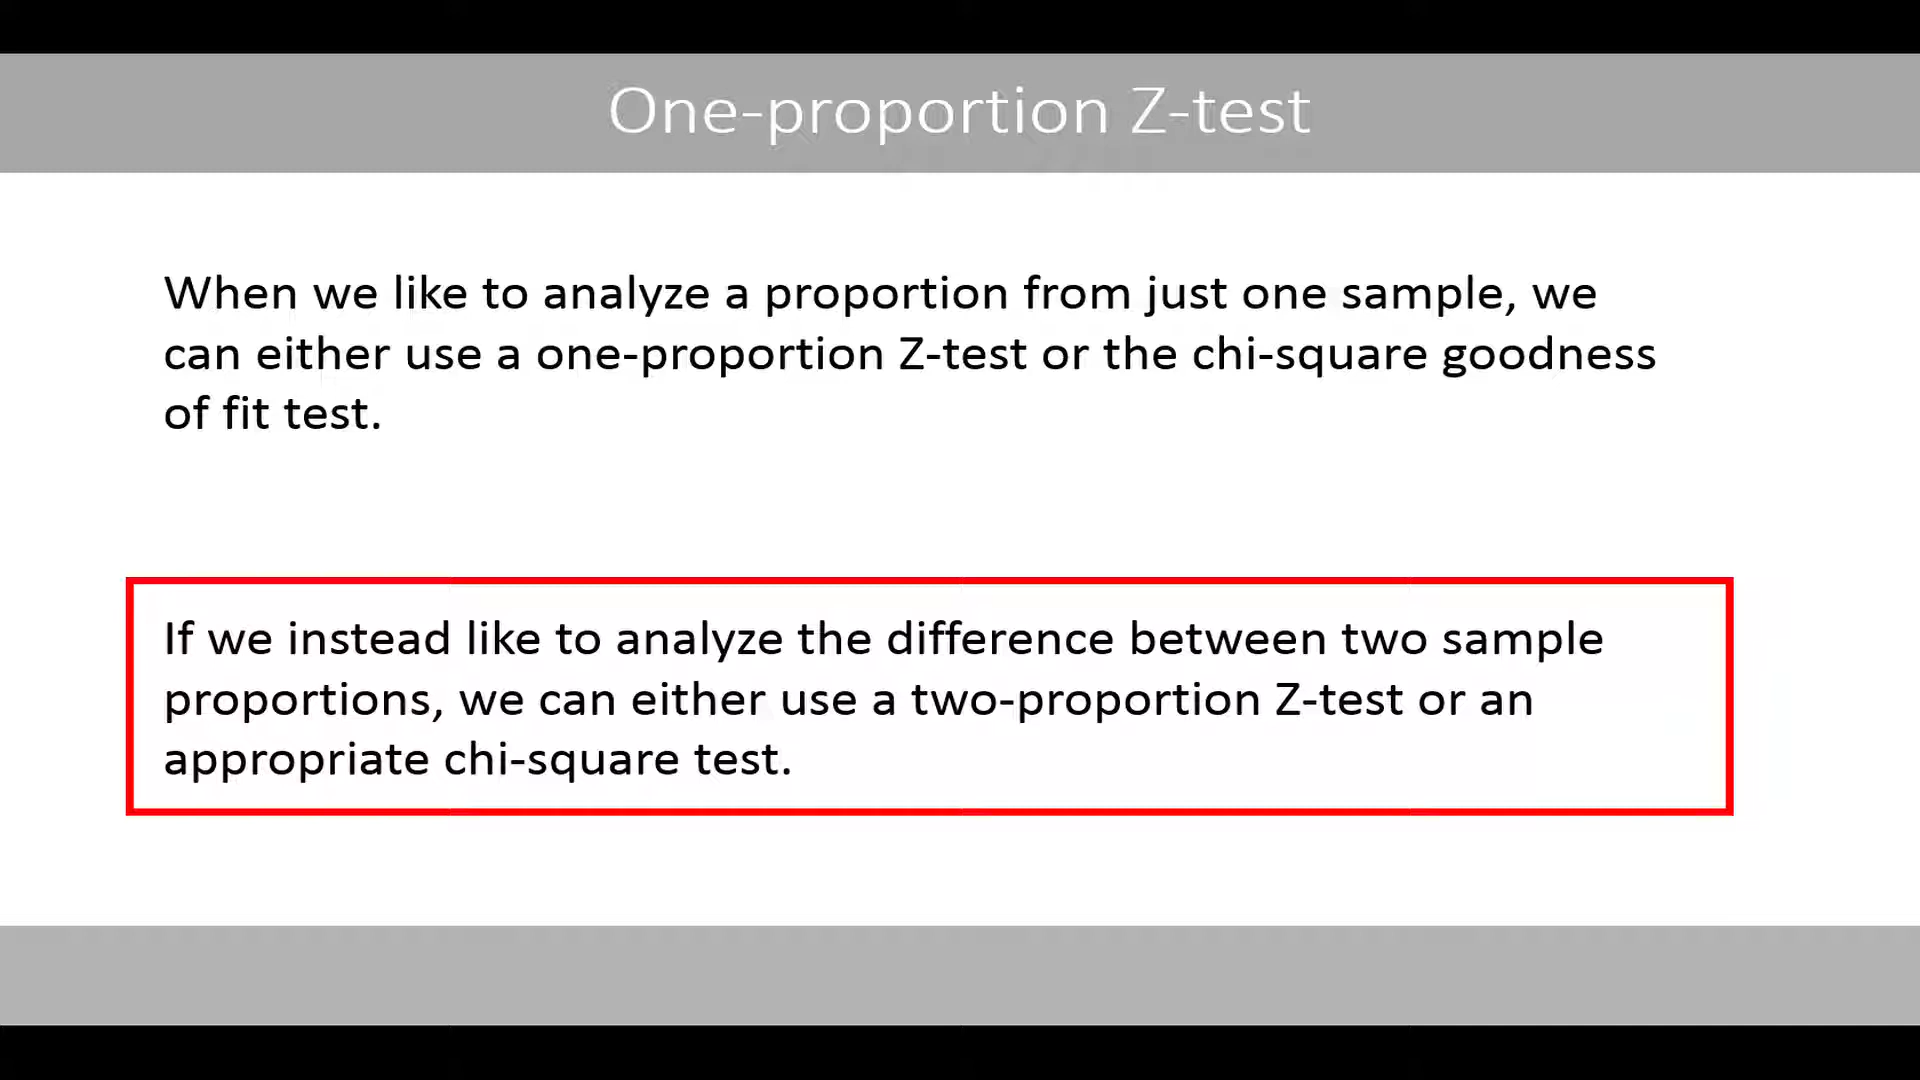 One-proportion Z-test
When we like to analyze a proportion from just one sample, we
can either use a one-proportion Z-test or the chi-square goodness
of fit test.
If we instead like to analyze the difference between two sample
proportions, we can either use a two-proportion Z-test or an
appropriate chi-square test.